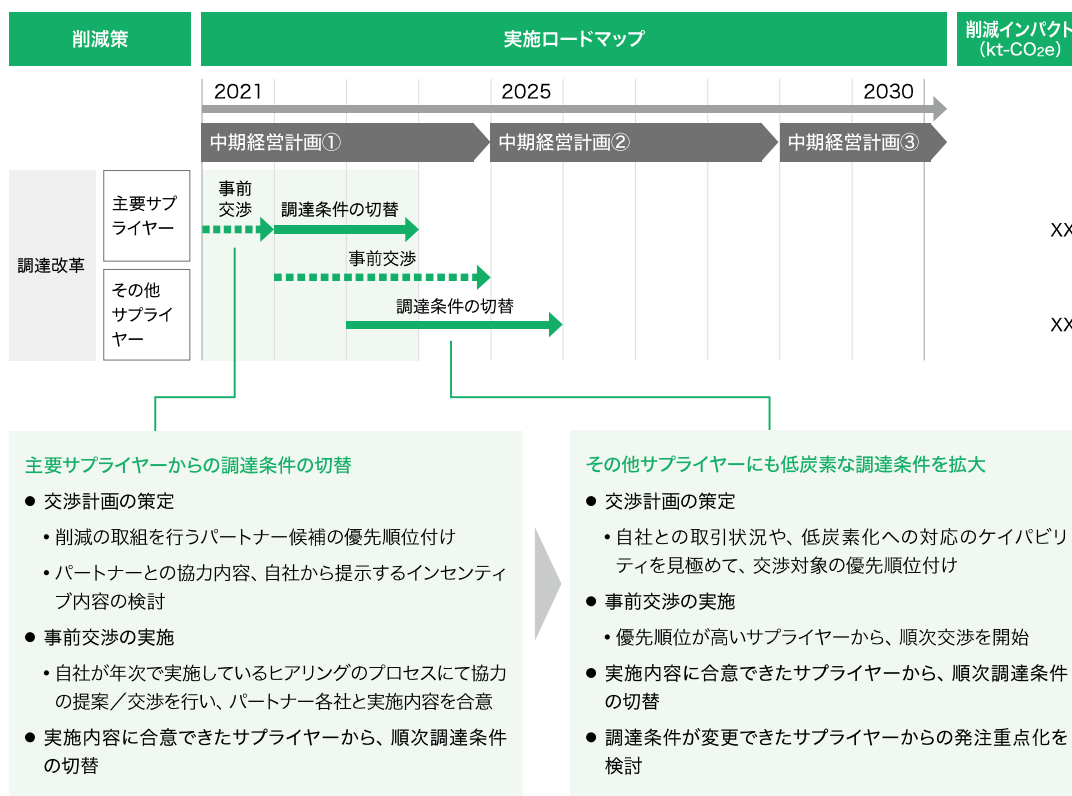 削減策
実施ロードマップ
削減インパクト
(kt-CO₂e)
2021
2025
2030
中期経営計画①
中期経営計画②
中期経営計画③
調達改革
主要サプ
ライヤー
事前
交渉
調達条件の切替
XX
その他
サプライ
ヤー
事前交渉
調達条件の切替
XX
主要サプライヤーからの調達条件の切替
● 交渉計画の策定
・削減の取組を行うパートナー候補の優先順位付け
・パートナーとの協力内容、自社から提示するインセンティ
ブ内容の検討
● 事前交渉の実施
・自社が年次で実施しているヒアリングのプロセスにて協力
の提案／交渉を行い、パートナー各社と実施内容を合意
● 実施内容に合意できたサプライヤーから、順次調達条件
の切替
その他サプライヤーにも低炭素な調達条件を拡大
● 交渉計画の策定
・自社との取引状況や、低炭素化への対応のケイパビリ
ティを見極めて、交渉対象の優先順位付け
● 事前交渉の実施
・優先順位が高いサプライヤーから、順次交渉を開始
● 実施内容に合意できたサプライヤーから、順次調達条件
の切替
● 調達条件が変更できたサプライヤーからの発注重点化を
検討